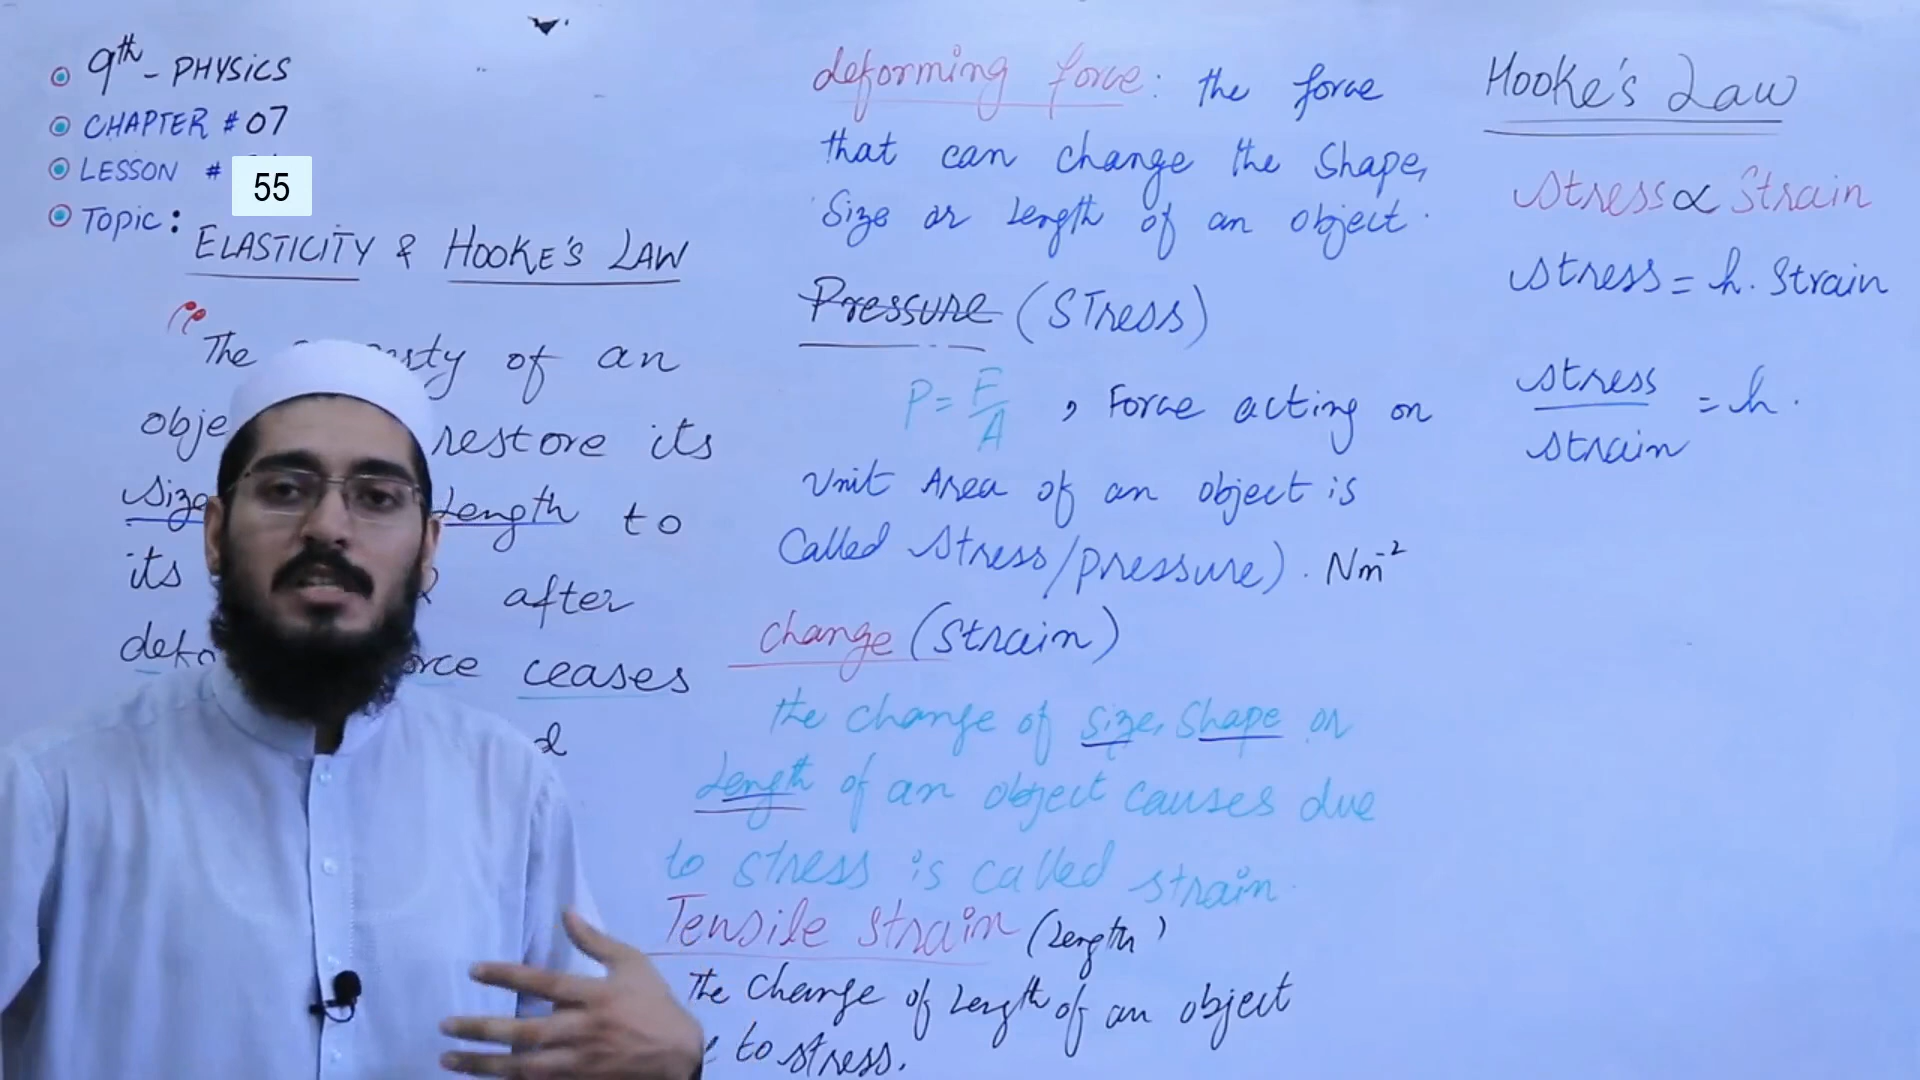 9th - PHYSICS
CHAPTER # 07
LESSON # 55
TOPIC:
ELASTICITY & HOOKE'S LAW
The of an
restore its
size Length to
its after
force ceases
deforming force: the force
that can change the shape,
Size or Length of an object.
Pressure (STress)
P = F/A , Force acting on
Unit Area of an object is
Called stress/pressure). Nm-2
change (strain)
the change of size, shape or
Length of an object causes due
to stress is called strain.
Tensile strain (Length)
The change of Length of an object
to stress.
Hooke's Law
stress ∝ strain
stress = k. strain
stress/strain = k.